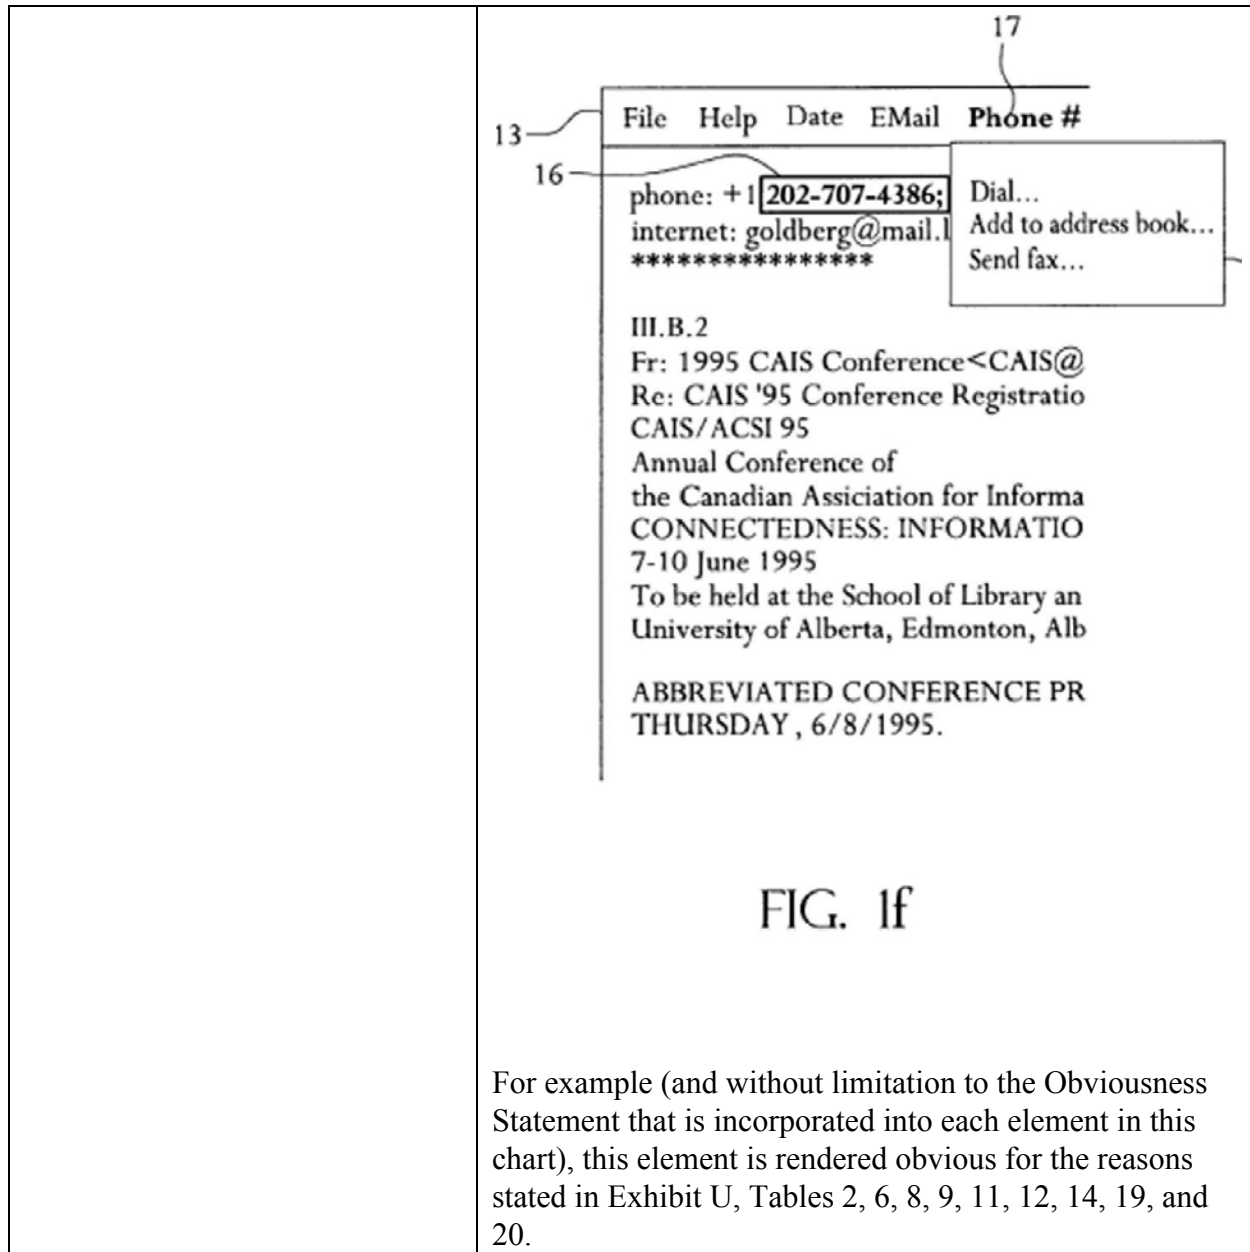 17
13
File Help Date EMail Phone #
16
phone: +1 202-707-4386;
Dial...
internet: goldberg@mail.l
Add to address book...
****************
Send fax...
III.B.2
Fr: 1995 CAIS Conference<CAIS@
Re: CAIS '95 Conference Registratio
CAIS/ACSI 95
Annual Conference of
the Canadian Assiciation for Informa
CONNECTEDNESS: INFORMATIO
7-10 June 1995
To be held at the School of Library an
University of Alberta, Edmonton, Alb
ABBREVIATED CONFERENCE PR
THURSDAY, 6/8/1995.
FIG. 1f
For example (and without limitation to the Obviousness
Statement that is incorporated into each element in this
chart), this element is rendered obvious for the reasons
stated in Exhibit U, Tables 2, 6, 8, 9, 11, 12, 14, 19, and
20.